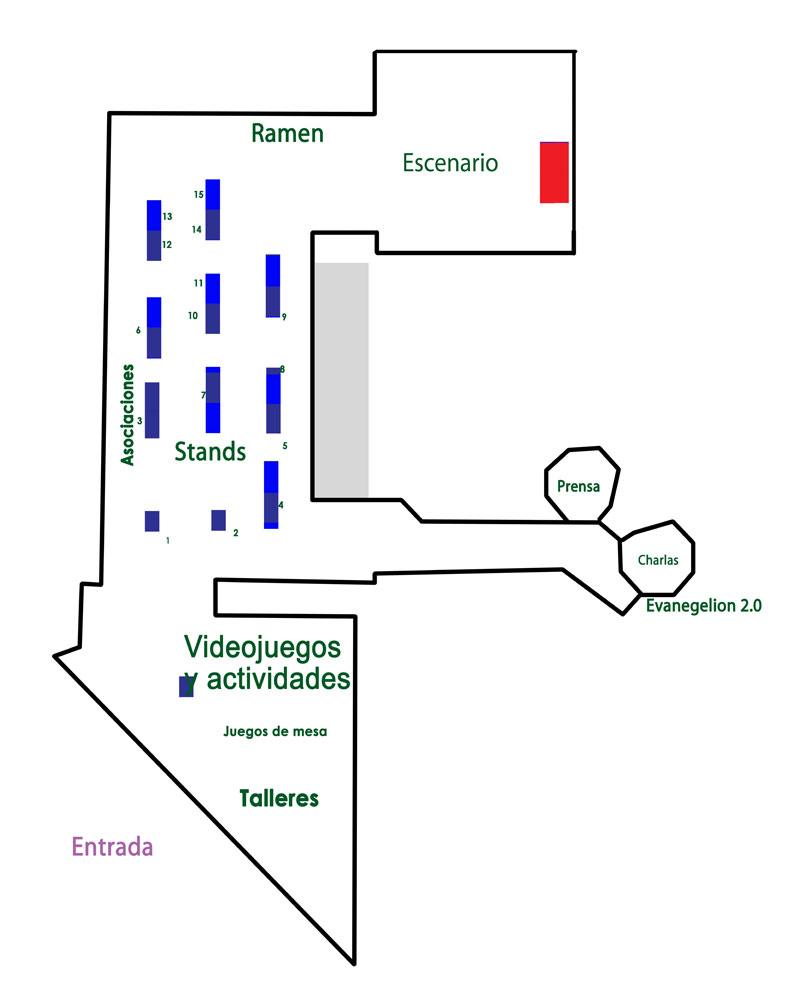 Ramen
Escenario
15
13
14
12
11
10
9
6
8
7
3
Asociaciones
Stands
5
4
2
1
Prensa
Charlas
Evanegelion 2.0
Videojuegos
y actividades
Juegos de mesa
Talleres
Entrada